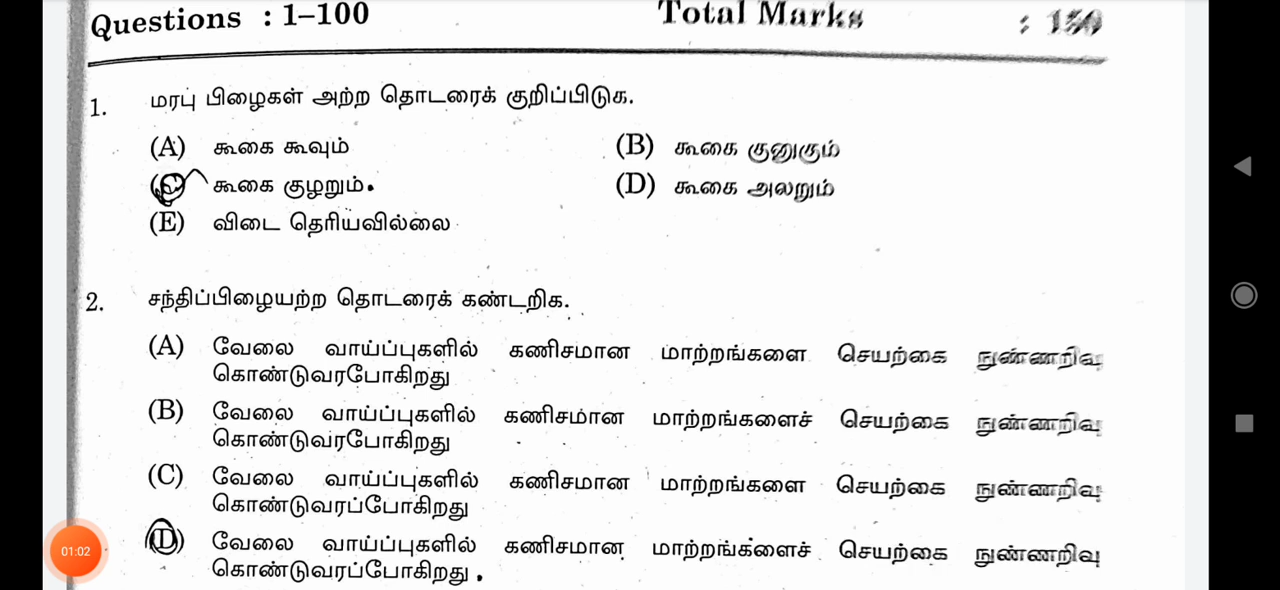 Questions : 1–100 Total Marks : 150
1. மரபு பிழைகள் அற்ற தொடரைக் குறிப்பிடுக.
(A) கூகை கூவும் (B) கூகை குனுகும்
கூகை குழறும். (D) கூகை அலறும்
(E) விடை தெரியவில்லை
2. சந்திப்பிழையற்ற தொடரைக் கண்டறிக.
(A) வேலை வாய்ப்புகளில் கணிசமான மாற்றங்களை செயற்கை நுண்ணறிவு
கொண்டுவரபோகிறது
(B) வேலை வாய்ப்புகளில் கணிசமான மாற்றங்களைச் செயற்கை நுண்ணறிவு
கொண்டுவரபோகிறது
(C) வேலை வாய்ப்புகளில் கணிசமான மாற்றங்களை செயற்கை நுண்ணறிவு
கொண்டுவரப்போகிறது
(D) வேலை வாய்ப்புகளில் கணிசமான மாற்றங்களைச் செயற்கை நுண்ணறிவு
கொண்டுவரப்போகிறது.
01:02